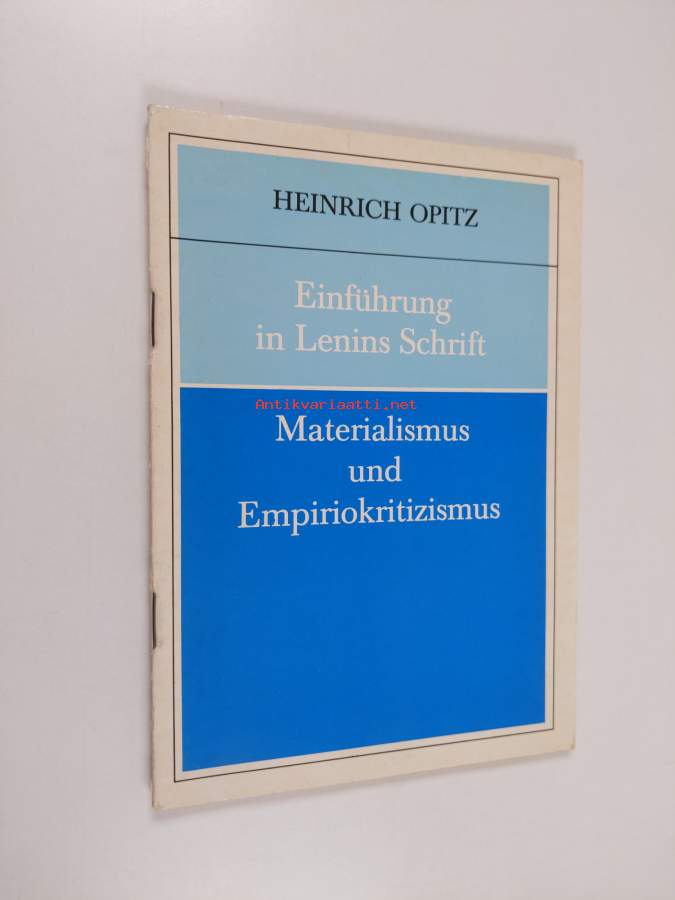 HEINRICH OPITZ
Einführung
in Lenins Schrift
Antikvariaatti.net
Materialismus
und
Empiriokritizismus